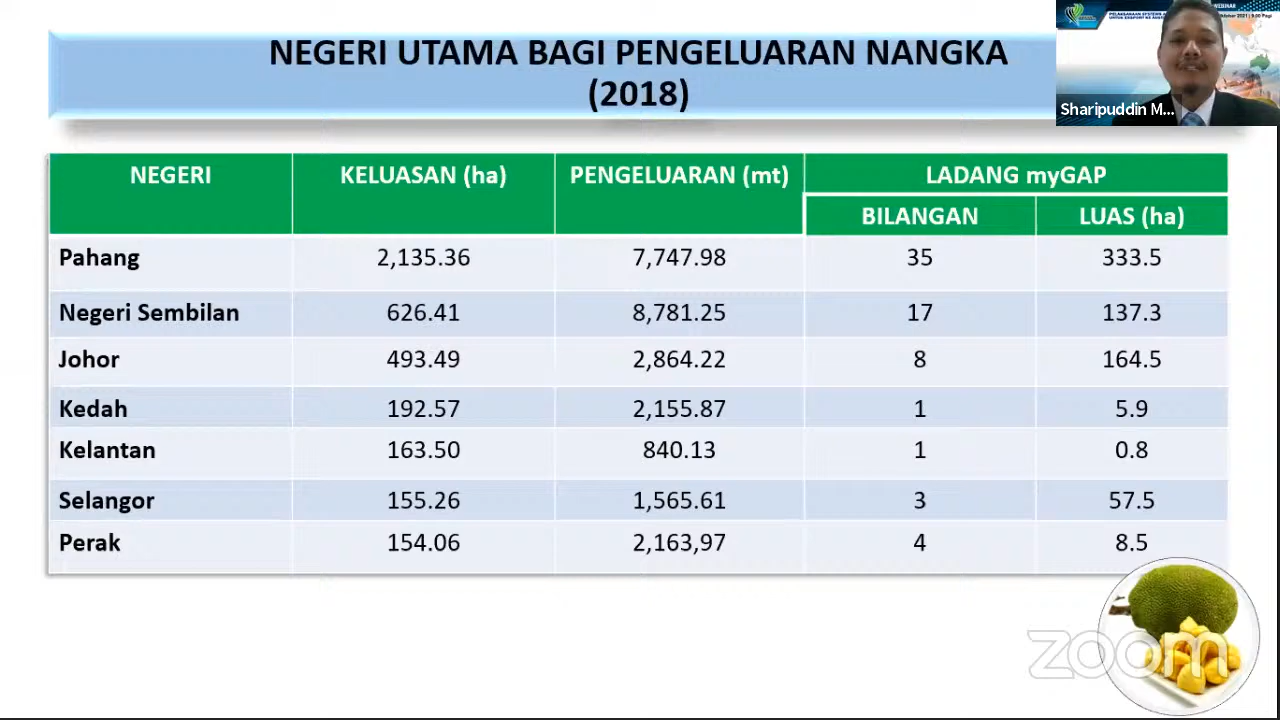 NEGERI UTAMA BAGI PENGELUARAN NANGKA
(2018)
WEBINAR
Sharipuddin M...
NEGERI KELUASAN (ha) PENGELUARAN (mt) LADANG myGAP
BILANGAN LUAS (ha)
Pahang 2,135.36 7,747.98 35 333.5
Negeri Sembilan 626.41 8,781.25 17 137.3
Johor 493.49 2,864.22 8 164.5
Kedah 192.57 2,155.87 1 5.9
Kelantan 163.50 840.13 1 0.8
Selangor 155.26 1,565.61 3 57.5
Perak 154.06 2,163,97 4 8.5
zoom